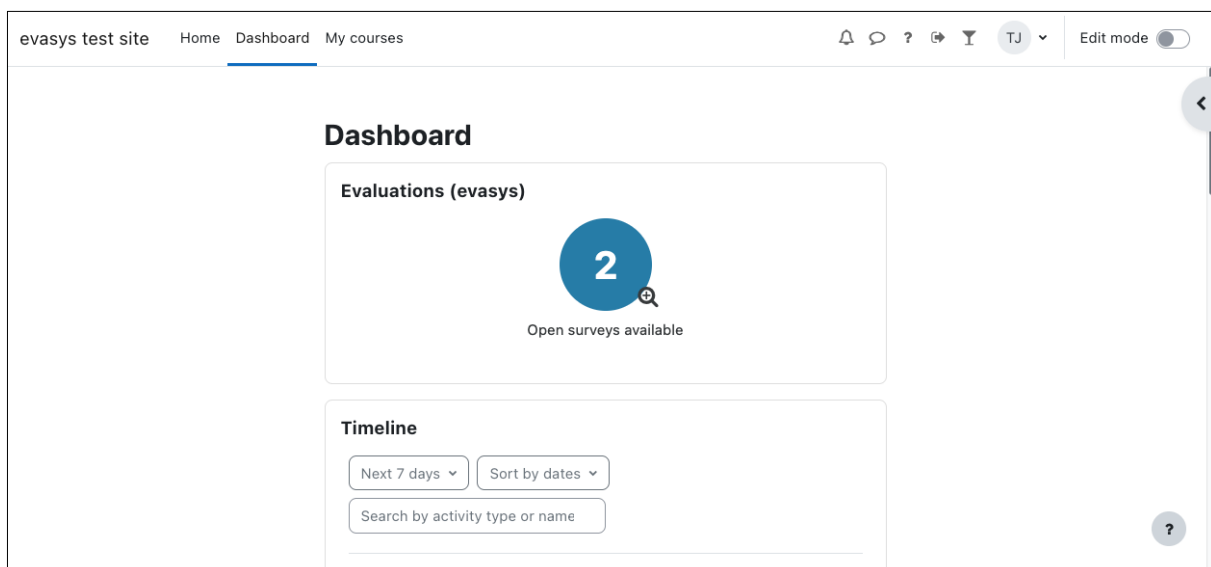 evasys test site Home Dashboard My courses ? TJ Edit mode
Dashboard
Evaluations (evasys)
2
Open surveys available
Timeline
Next 7 days Sort by dates
Search by activity type or name
?